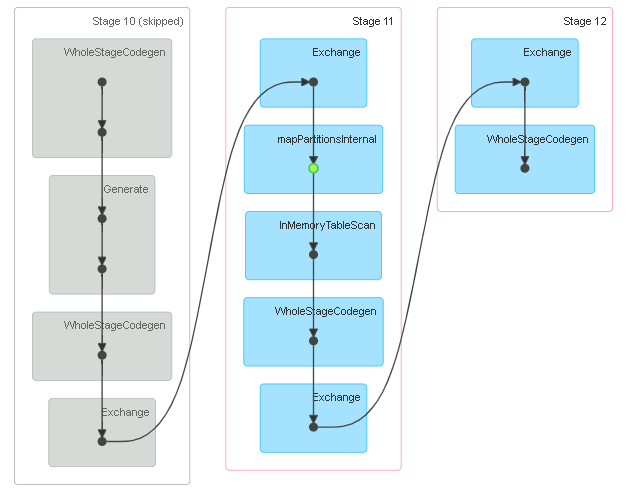 Stage 10 (skipped)
WholeStageCodegen
Generate
WholeStageCodegen
Exchange
Stage 11
Exchange
mapPartitionsInternal
InMemoryTableScan
WholeStageCodegen
Exchange
Stage 12
Exchange
WholeStageCodegen